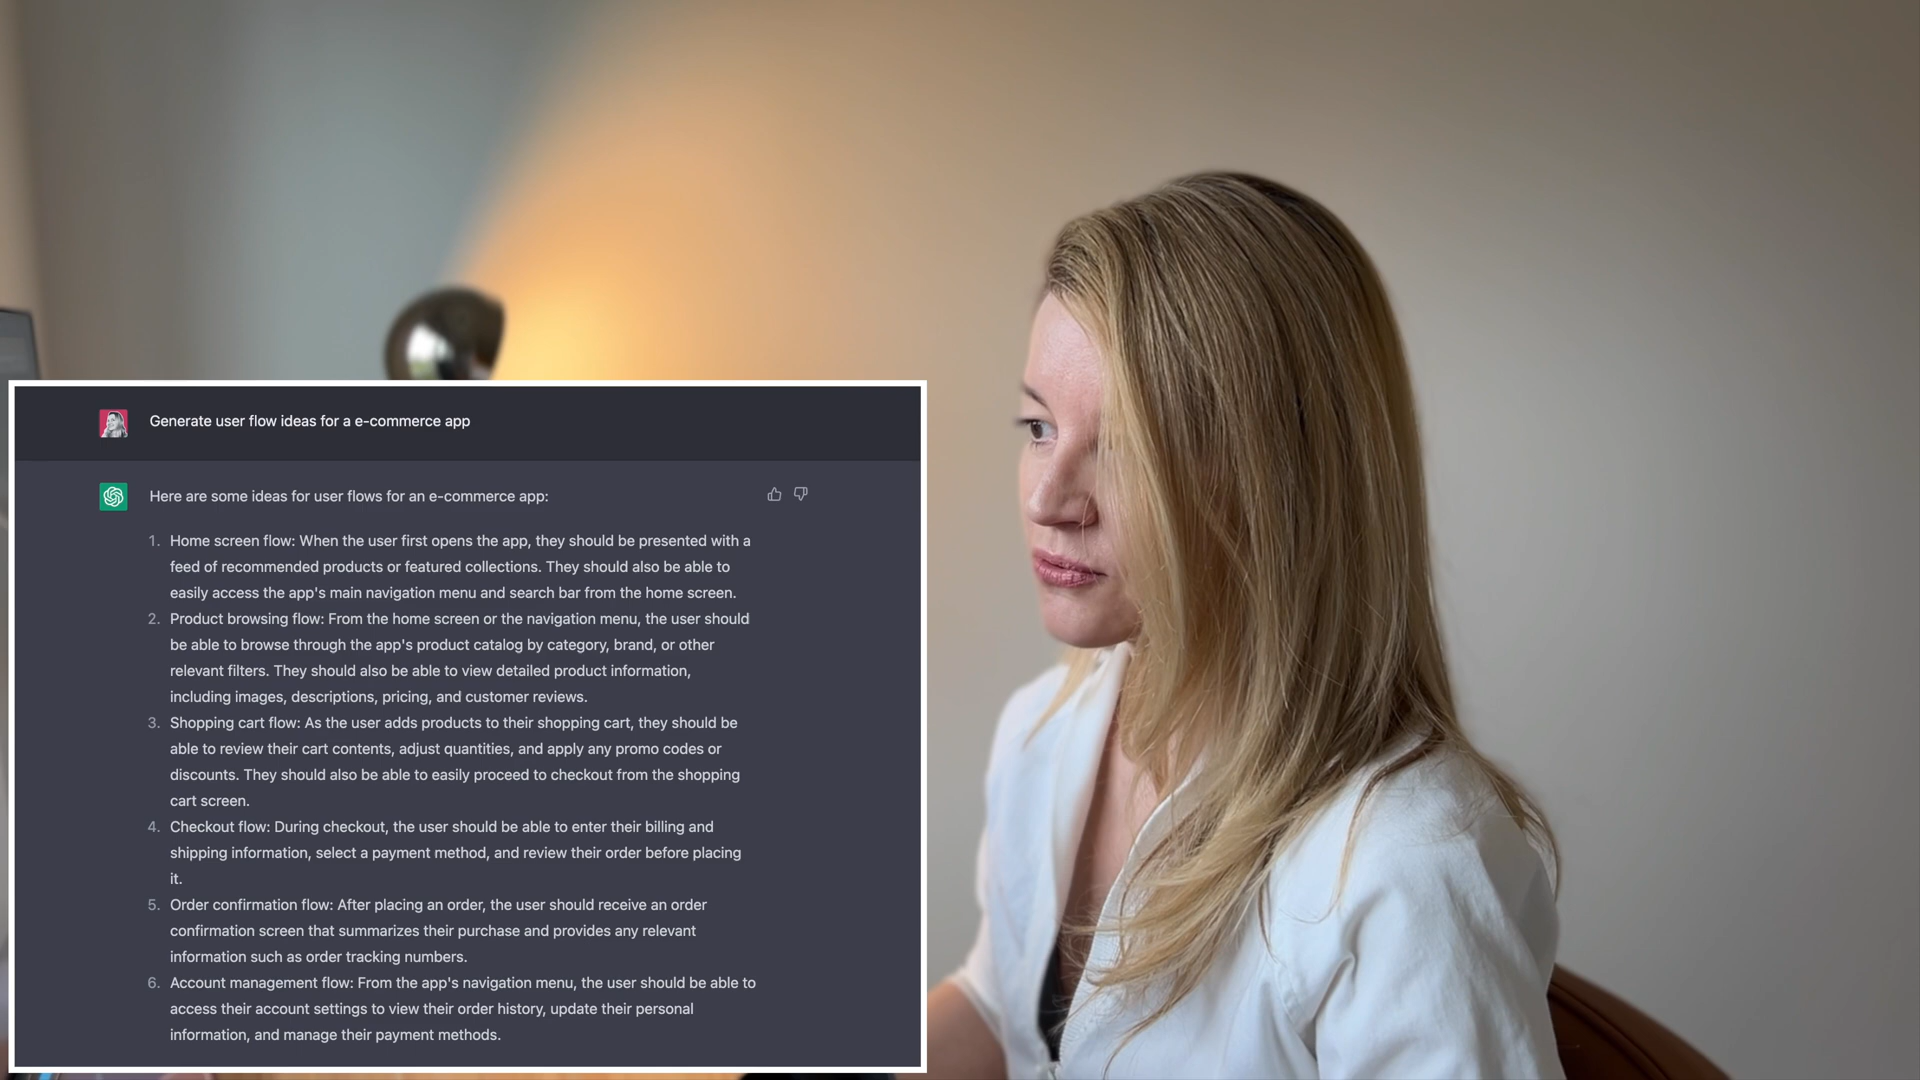 Generate user flow ideas for a e-commerce app
Here are some ideas for user flows for an e-commerce app:
1. Home screen flow: When the user first opens the app, they should be presented with a
feed of recommended products or featured collections. They should also be able to
easily access the app's main navigation menu and search bar from the home screen.
2. Product browsing flow: From the home screen or the navigation menu, the user should
be able to browse through the app's product catalog by category, brand, or other
relevant filters. They should also be able to view detailed product information,
including images, descriptions, pricing, and customer reviews.
3. Shopping cart flow: As the user adds products to their shopping cart, they should be
able to review their cart contents, adjust quantities, and apply any promo codes or
discounts. They should also be able to easily proceed to checkout from the shopping
cart screen.
4. Checkout flow: During checkout, the user should be able to enter their billing and
shipping information, select a payment method, and review their order before placing
it.
5. Order confirmation flow: After placing an order, the user should receive an order
confirmation screen that summarizes their purchase and provides any relevant
information such as order tracking numbers.
6. Account management flow: From the app's navigation menu, the user should be able to
access their account settings to view their order history, update their personal
information, and manage their payment methods.